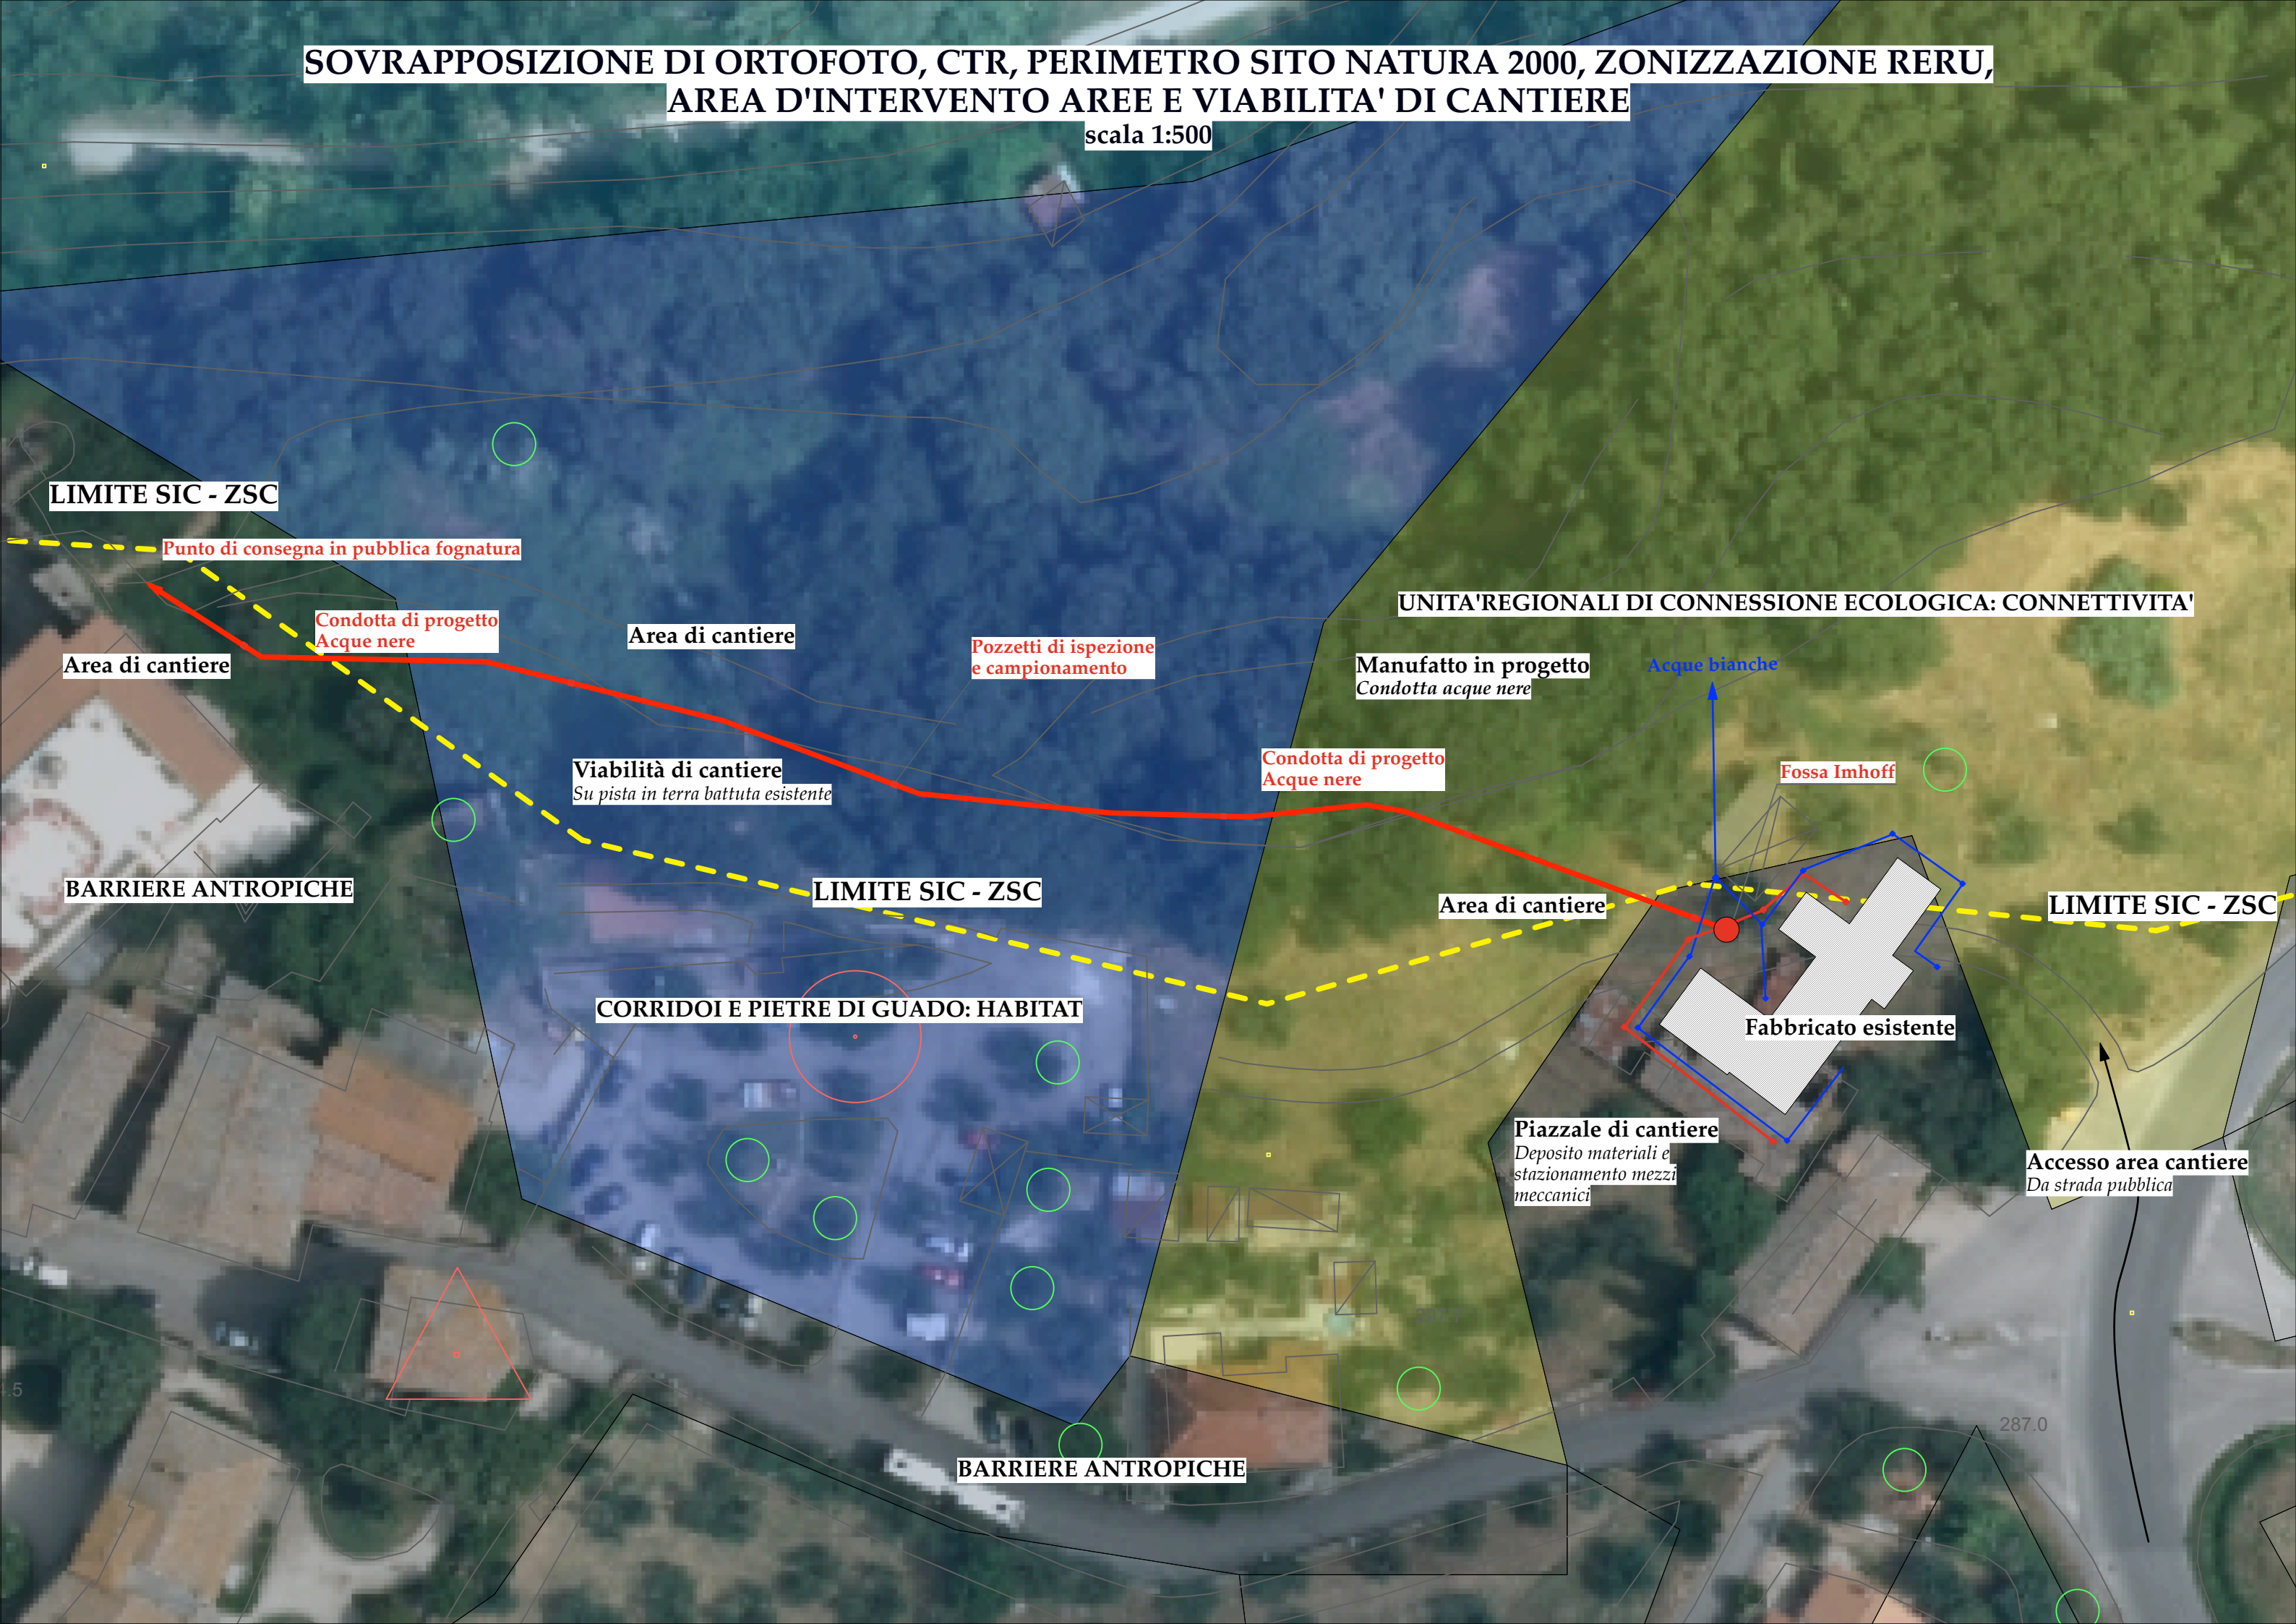 SOVRAPPOSIZIONE DI ORTOFOTO, CTR, PERIMETRO SITO NATURA 2000, ZONIZZAZIONE RERU,
AREA D'INTERVENTO AREE E VIABILITA' DI CANTIERE
scala 1:500
LIMITE SIC - ZSC
Punto di consegna in pubblica fognatura
Condotta di progetto
Acque nere
Area di cantiere
Area di cantiere
Pozzetti di ispezione
e campionamento
UNITA'REGIONALI DI CONNESSIONE ECOLOGICA: CONNETTIVITA'
Manufatto in progetto
Condotta acque nere
Acque bianche
Viabilità di cantiere
Su pista in terra battuta esistente
Condotta di progetto
Acque nere
Fossa Imhoff
BARRIERE ANTROPICHE
LIMITE SIC - ZSC
Area di cantiere
LIMITE SIC - ZSC
CORRIDOI E PIETRE DI GUADO: HABITAT
Fabbricato esistente
Piazzale di cantiere
Deposito materiali e
stazionamento mezzi
meccanici
Accesso area cantiere
Da strada pubblica
287.0
BARRIERE ANTROPICHE